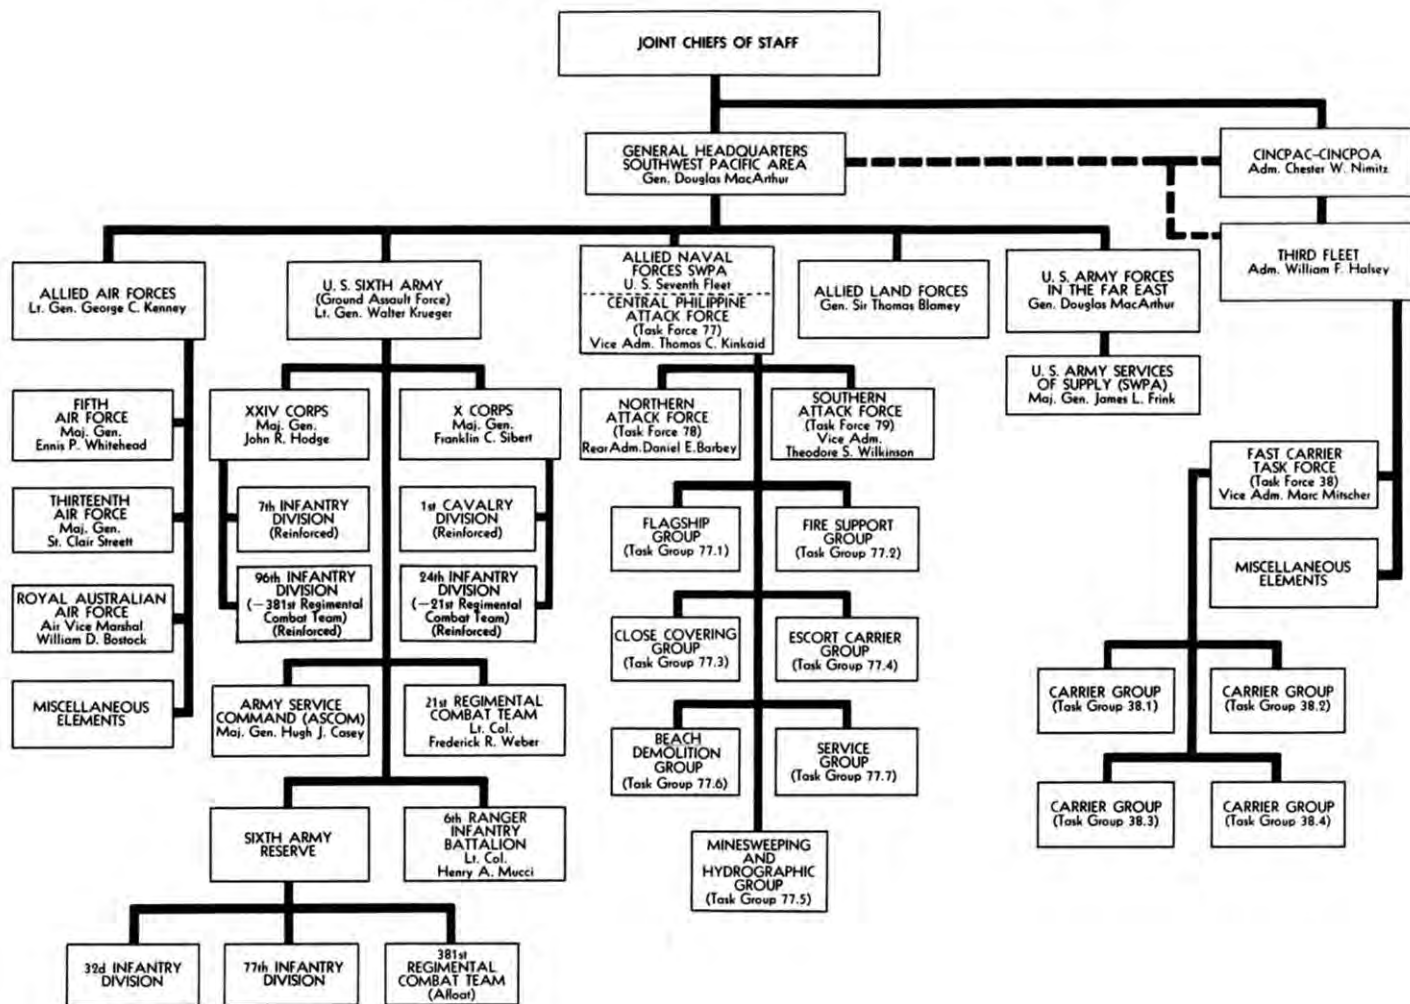 JOINT CHIEFS OF STAFF
GENERAL HEADQUARTERS
SOUTHWEST PACIFIC AREA
Gen. Douglas MacArthur
CINCPAC–CINCPOA
Adm. Chester W. Nimitz
THIRD FLEET
Adm. William F. Halsey
ALLIED AIR FORCES
Lt. Gen. George C. Kenney
U. S. SIXTH ARMY
(Ground Assault Force)
Lt. Gen. Walter Krueger
ALLIED NAVAL
FORCES SWPA
U. S. Seventh Fleet
CENTRAL PHILIPPINE
ATTACK FORCE
(Task Force 77)
Vice Adm. Thomas C. Kinkaid
ALLIED LAND FORCES
Gen. Sir Thomas Blamey
U. S. ARMY FORCES
IN THE FAR EAST
Gen. Douglas MacArthur
U. S. ARMY SERVICES
OF SUPPLY (SWPA)
Maj. Gen. James L. Frink
FIFTH
AIR FORCE
Maj. Gen.
Ennis P. Whitehead
XXIV CORPS
Maj. Gen.
John R. Hodge
X CORPS
Maj. Gen.
Franklin C. Sibert
NORTHERN
ATTACK FORCE
(Task Force 78)
Rear Adm. Daniel E. Barbey
SOUTHERN
ATTACK FORCE
(Task Force 79)
Vice Adm.
Theodore S. Wilkinson
FAST CARRIER
TASK FORCE
(Task Force 38)
Vice Adm. Marc Mitscher
THIRTEENTH
AIR FORCE
Maj. Gen.
St. Clair Streett
7th INFANTRY
DIVISION
(Reinforced)
1st CAVALRY
DIVISION
(Reinforced)
FLAGSHIP
GROUP
(Task Group 77.1)
FIRE SUPPORT
GROUP
(Task Group 77.2)
MISCELLANEOUS
ELEMENTS
ROYAL AUSTRALIAN
AIR FORCE
Air Vice Marshal
William D. Bostock
96th INFANTRY
DIVISION
(—381st Regimental
Combat Team)
(Reinforced)
24th INFANTRY
DIVISION
(—21st Regimental
Combat Team)
(Reinforced)
CLOSE COVERING
GROUP
(Task Group 77.3)
ESCORT CARRIER
GROUP
(Task Group 77.4)
MISCELLANEOUS
ELEMENTS
ARMY SERVICE
COMMAND (ASCOM)
Maj. Gen. Hugh J. Casey
21st REGIMENTAL
COMBAT TEAM
Lt. Col.
Frederick R. Weber
BEACH
DEMOLITION
GROUP
(Task Group 77.6)
SERVICE
GROUP
(Task Group 77.7)
CARRIER GROUP
(Task Group 38.1)
CARRIER GROUP
(Task Group 38.2)
CARRIER GROUP
(Task Group 38.3)
CARRIER GROUP
(Task Group 38.4)
SIXTH ARMY
RESERVE
6th RANGER
INFANTRY
BATTALION
Lt. Col.
Henry A. Mucci
MINESWEEPING
AND
HYDROGRAPHIC
GROUP
(Task Group 77.5)
32d INFANTRY
DIVISION
77th INFANTRY
DIVISION
381st
REGIMENTAL
COMBAT TEAM
(Afloat)